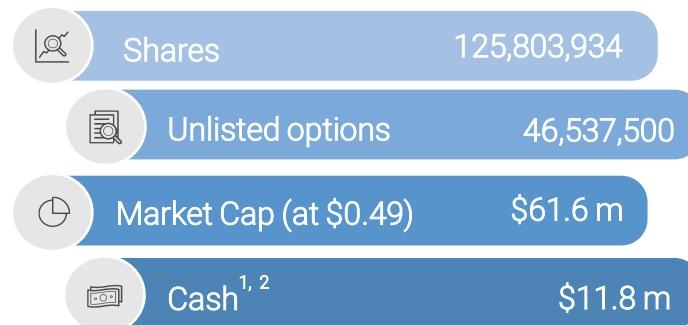 Shares 125,803,934
Unlisted options 46,537,500
Market Cap (at $0.49) $61.6 m
Cash1, 2 $11.8 m